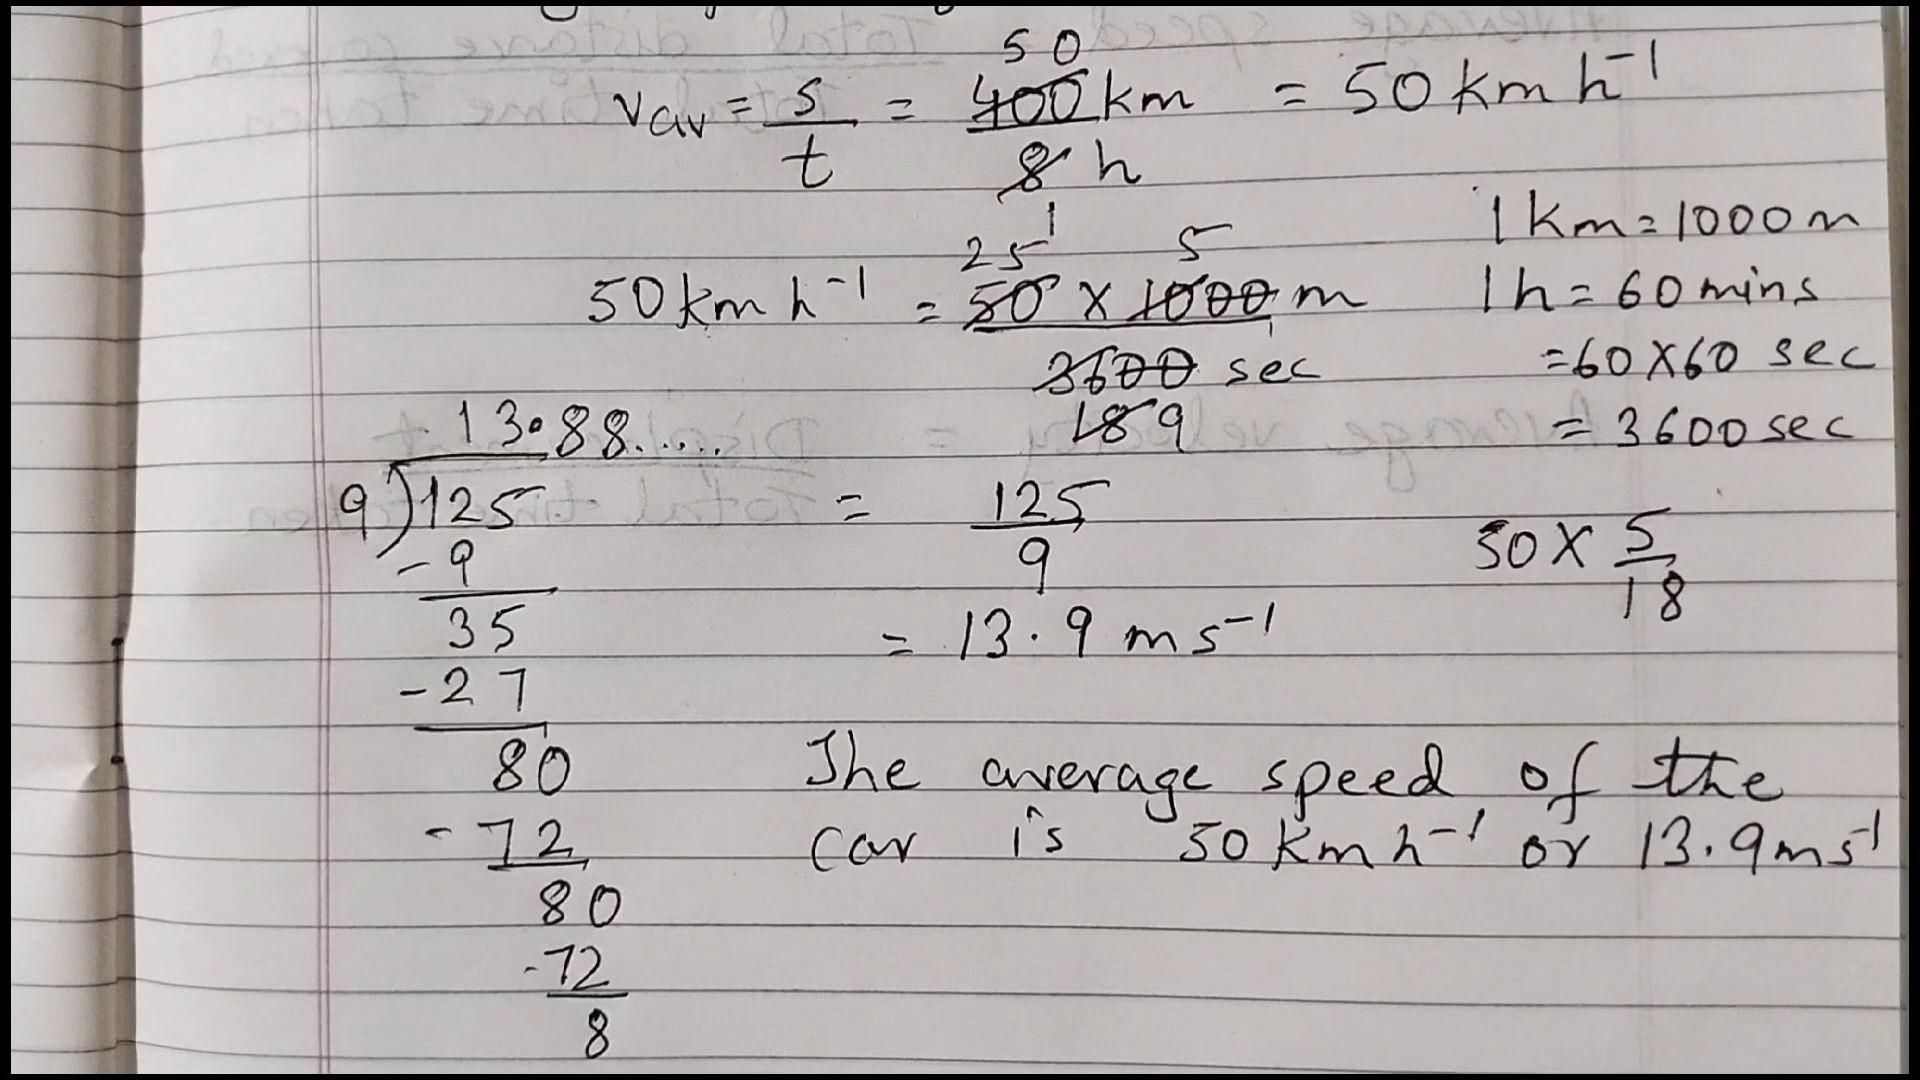 50
vav = s/t = 400 km / 8 h = 50 km h⁻¹
1
1 km = 1000 m
25 5
50 km h⁻¹ = 50 × 1000 m / 3600 sec
1 h = 60 mins
= 60 × 60 sec
18 9
= 3600 sec
13.88....
9)125
= 125/9
50 × 5/18
- 9
35
= 13.9 m s⁻¹
- 27
80
The average speed of the
- 72
car is 50 km h⁻¹ or 13.9 m s⁻¹
80
- 72
8